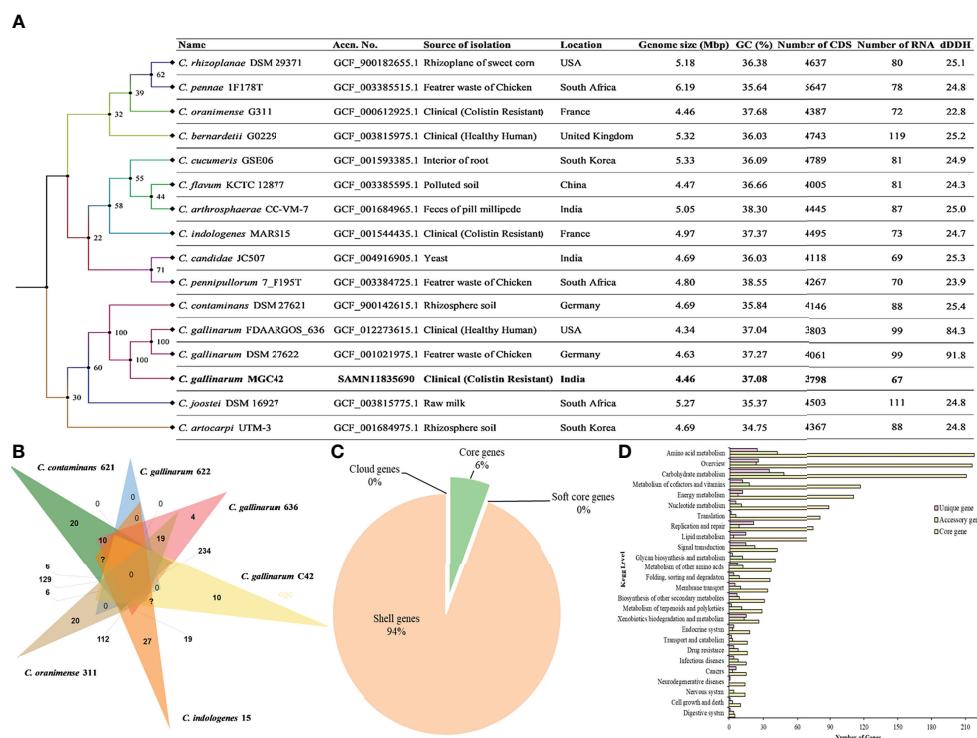 A
Name Accn. No. Source of isolation Location Genome size (Mbp) GC (%) Number of CDS Number of RNA dDDH
C. rhizoplanae DSM 29371 GCF_900182655.1 Rhizoplane of sweet corn USA 5.18 36.38 4637 80 25.1
C. pennae 1F178T GCF_003385515.1 Featrer waste of Chicken South Africa 6.19 35.64 5647 78 24.8
C. oranimense G311 GCF_000612925.1 Clinical (Colistin Resistant) France 4.46 37.68 4387 72 22.8
C. bernardetii G0229 GCF_003815975.1 Clinical (Healthy Human) United Kingdom 5.32 36.03 4743 119 25.2
C. cucumeris GSE06 GCF_001593385.1 Interior of root South Korea 5.33 36.09 4789 81 24.9
C. flavum KCTC 12877 GCF_003385595.1 Polluted soil China 4.47 36.66 4005 81 24.3
C. arthrosphaerae CC-VM-7 GCF_001684965.1 Feces of pill millipede India 5.05 38.30 4445 87 25.0
C. indologenes MARS15 GCF_001544435.1 Clinical (Colistin Resistant) France 4.97 37.37 4495 73 24.7
C. candidae JC507 GCF_004916905.1 Yeast India 4.69 36.03 4118 69 25.3
C. pennipullorum 7_F195T GCF_003384725.1 Featrer waste of Chicken South Africa 4.80 38.55 4267 70 23.9
C. contaminans DSM 27621 GCF_900142615.1 Rhizosphere soil Germany 4.69 35.84 4146 88 25.4
C. gallinarum FDAARGOS_636 GCF_012273615.1 Clinical (Healthy Human) USA 4.34 37.04 3803 99 84.3
C. gallinarum DSM 27622 GCF_001021975.1 Featrer waste of Chicken Germany 4.63 37.27 4061 99 91.8
C. gallinarum MGC42 SAMN11835690 Clinical (Colistin Resistant) India 4.46 37.08 3798 67
C. joostei DSM 16927 GCF_003815775.1 Raw milk South Africa 5.27 35.37 4503 111 24.8
C. artocarpi UTM-3 GCF_001684975.1 Rhizosphere soil South Korea 4.69 34.75 4367 88 24.8
62
39
32
55
44
58
22
71
100
100
100
60
30
B
C. contaminans 621
C. gallinarum 622
C. gallinarum 636
C. gallinarum C42
C. indologenes 15
C. oranimense 311
20
0
0
0
0
4
10
19
234
?
6
129
6
0
0
0
0
?
10
20
112
27
19
C
Cloud genes
0%
Core genes
6%
Soft core genes
0%
Shell genes
94%
D
Kegg Level
Amino acid metabolism
Overview
Carbohydrate metabolism
Metabolism of cofactors and vitamins
Energy metabolism
Nucleotide metabolism
Translation
Replication and repair
Lipid metabolism
Signal transduction
Glycan biosynthesis and metabolism
Metabolism of other amino acids
Folding, sorting and degradation
Membrane transport
Biosynthesis of other secondary metabolites
Metabolism of terpenoids and polyketides
Xenobiotics biodegradation and metabolism
Endocrine system
Transport and catabolism
Drug resistance
Infectious diseases
Cancers
Neurodegenerative diseases
Nervous system
Cell growth and death
Digestive system
Unique gene
Accessory gen
Core gene
0 30 60 90 120 150 180 210
Number of Genes